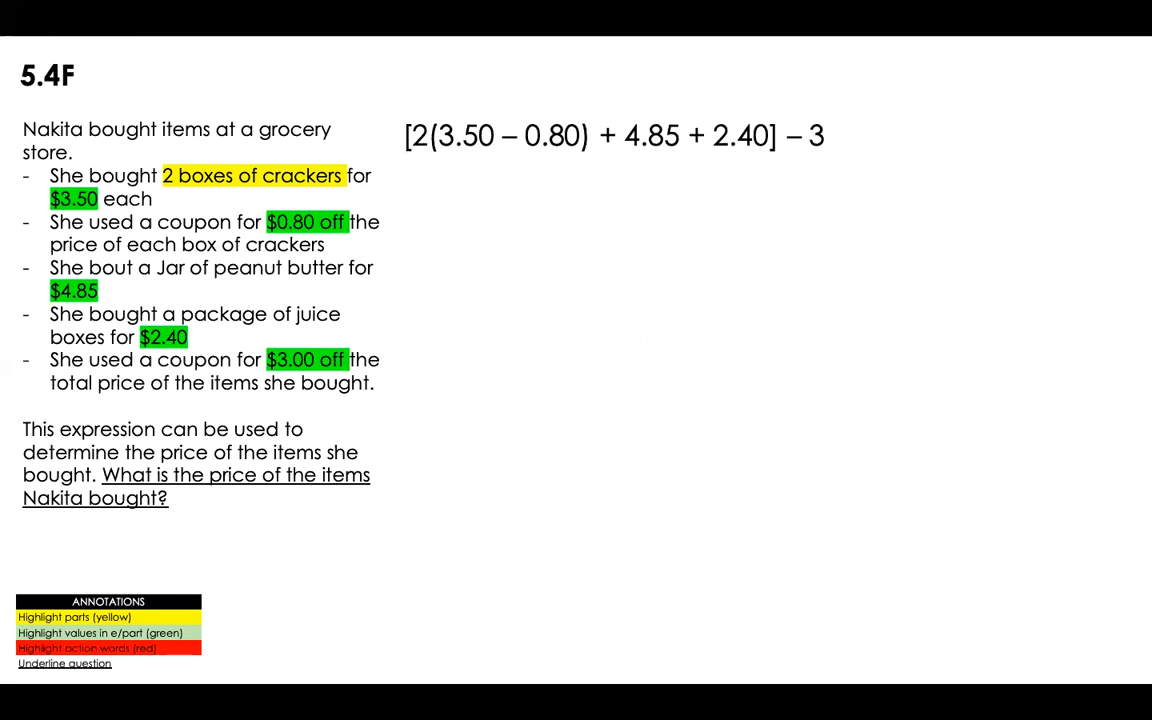 5.4F
Nakita bought items at a grocery
store.
- She bought 2 boxes of crackers for
$3.50 each
- She used a coupon for $0.80 off the
price of each box of crackers
- She bout a Jar of peanut butter for
$4.85
- She bought a package of juice
boxes for $2.40
- She used a coupon for $3.00 off the
total price of the items she bought.
This expression can be used to
determine the price of the items she
bought. What is the price of the items
Nakita bought?
[2(3.50 – 0.80) + 4.85 + 2.40] – 3
ANNOTATIONS
Highlight parts (yellow)
Highlight values in e/part (green)
Highlight action words (red)
Underline question